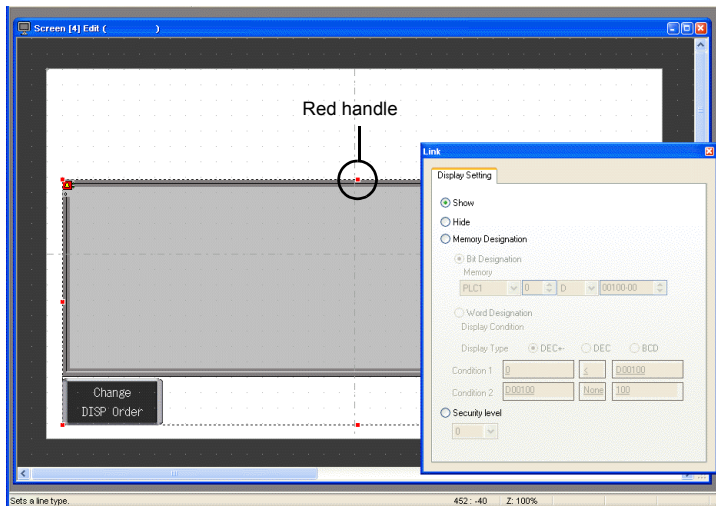 Screen [4] Edit ( )
Red handle
Link
Display Setting
Show
Hide
Memory Designation
Bit Designation
Memory
PLC1 0 D 00100-00
Word Designation
Display Condition
Display Type DEC+- DEC BCD
Condition 1 0 ≤ D00100
Condition 2 D00100 None 100
Security level
0
Change
DISP Order
Sets a line type.
452 : -40 Z: 100%